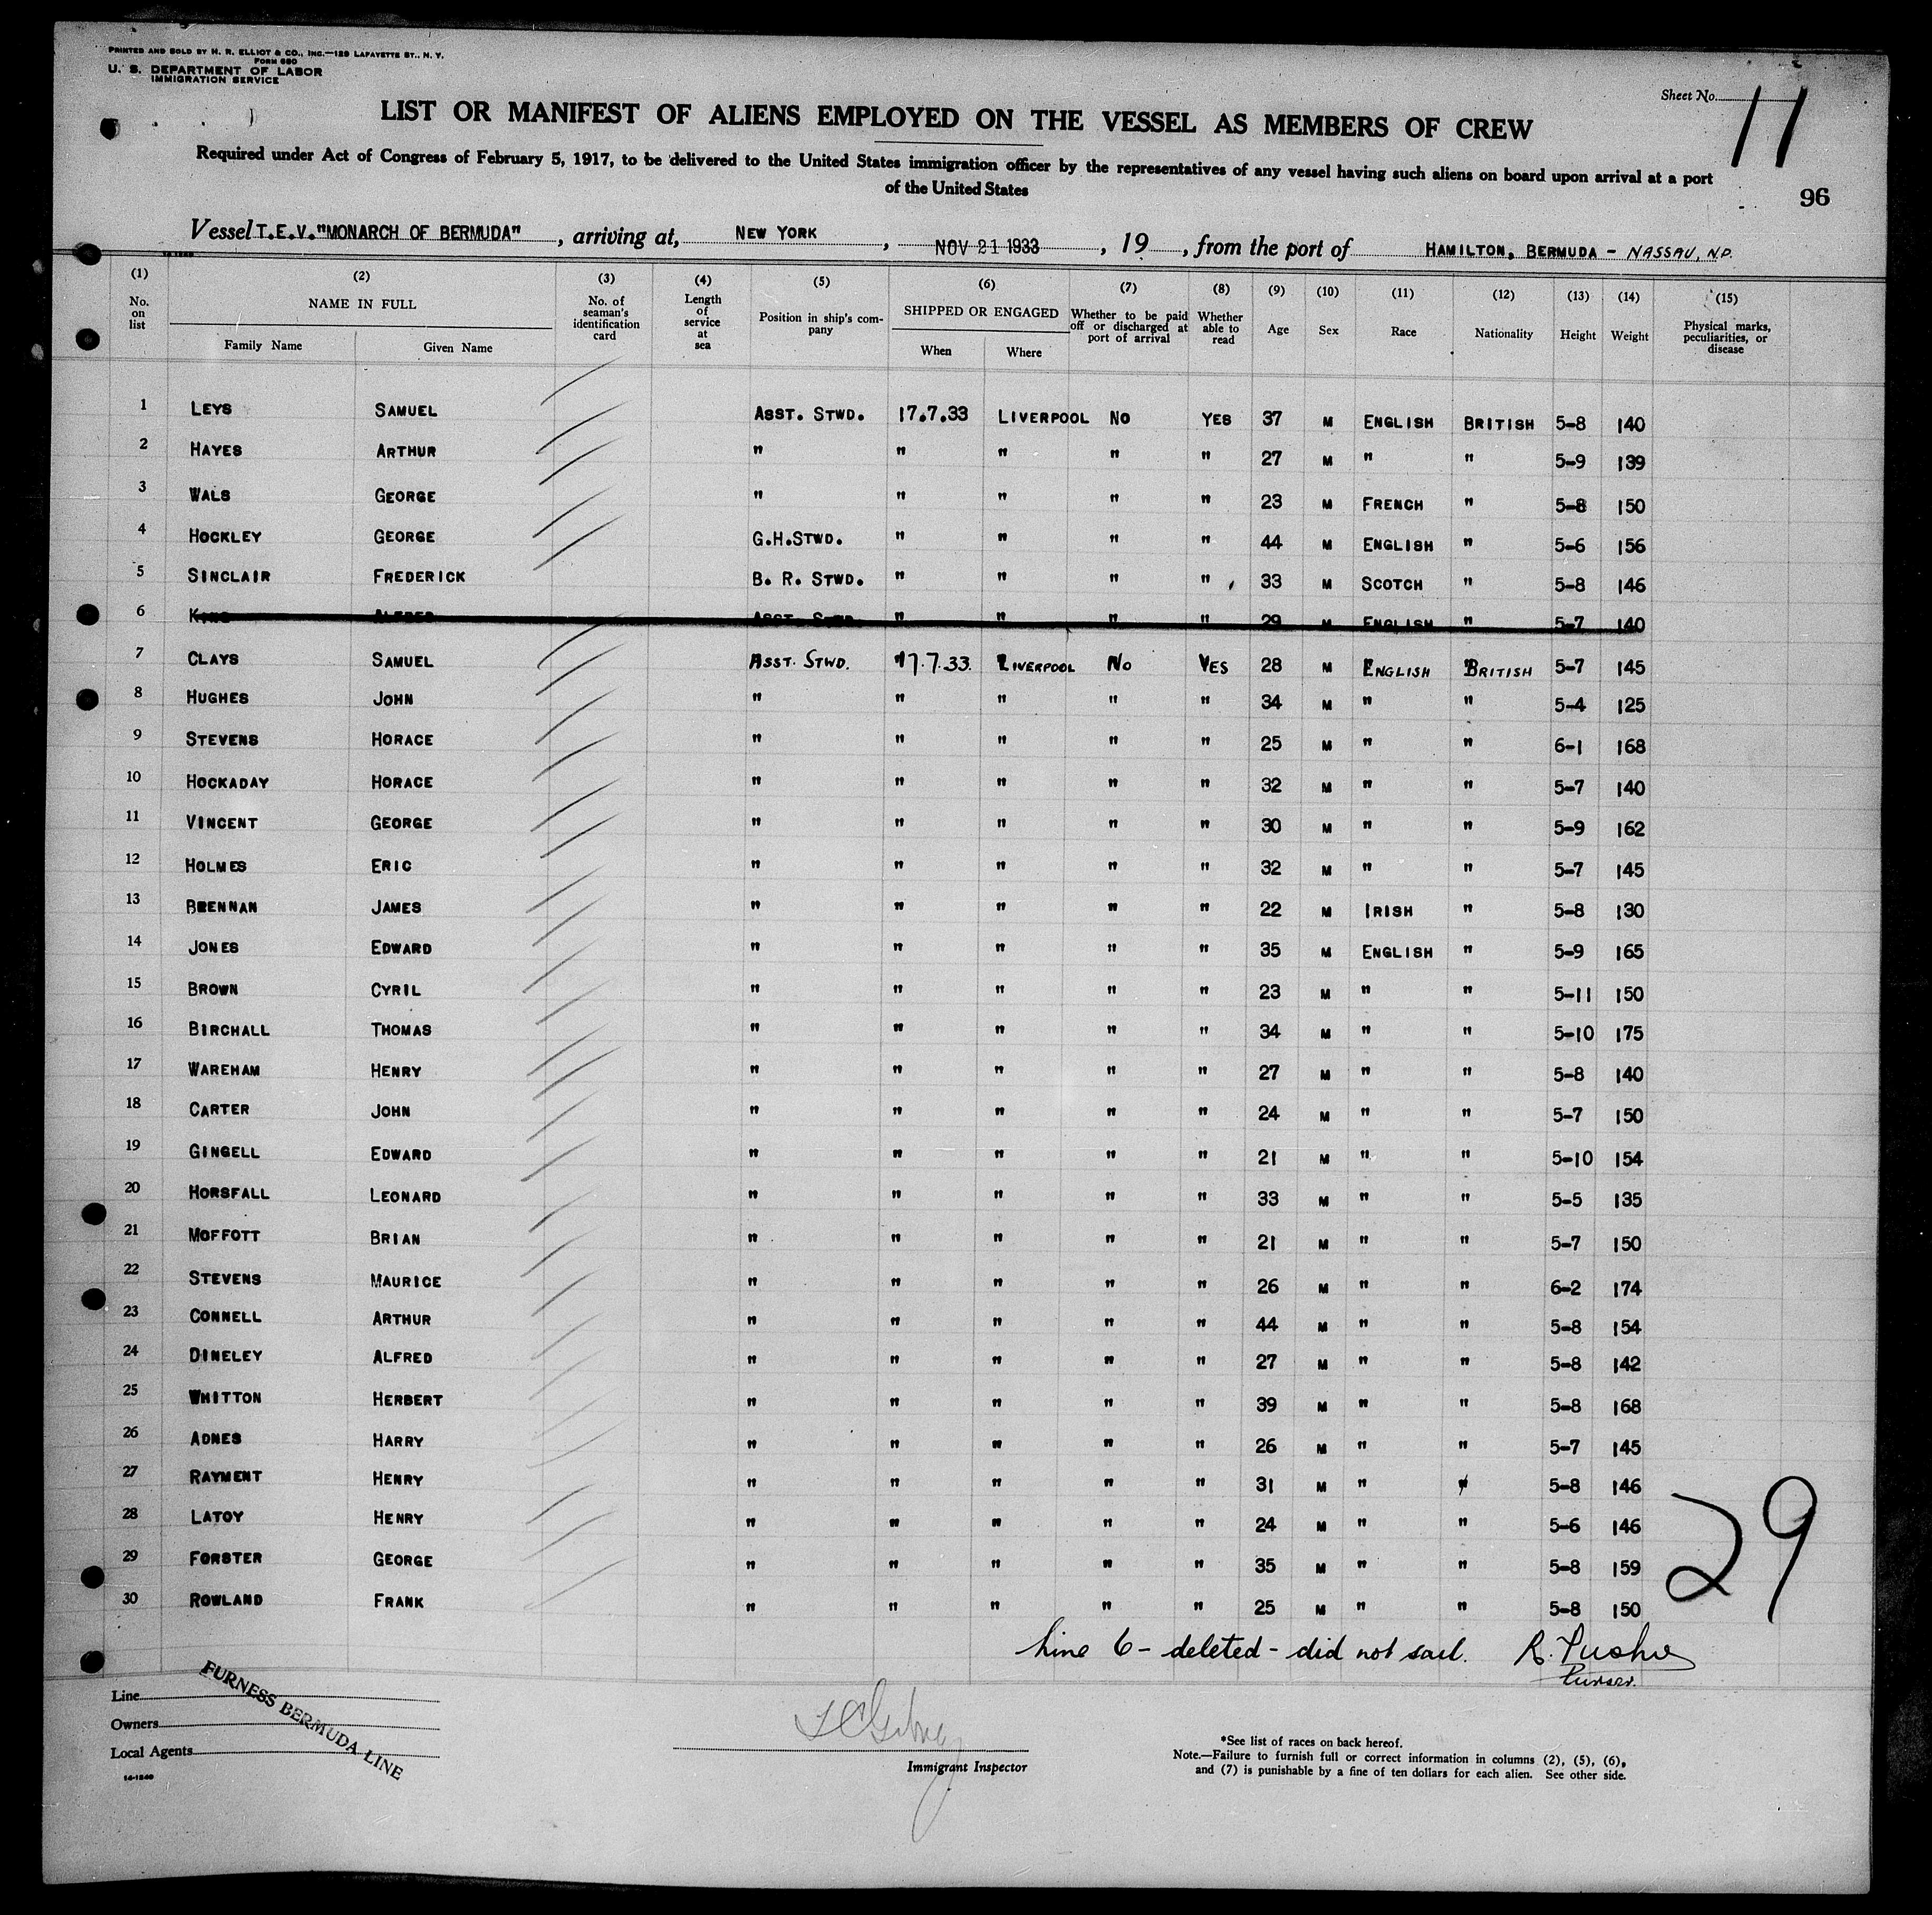 PRINTED AND SOLD BY H. R. ELLIOT & CO., INC.—129 LAFAYETTE ST., N. Y.
FORM 680
U. S. DEPARTMENT OF LABOR
IMMIGRATION SERVICE
Sheet No. 11
LIST OR MANIFEST OF ALIENS EMPLOYED ON THE VESSEL AS MEMBERS OF CREW
Required under Act of Congress of February 5, 1917, to be delivered to the United States immigration officer by the representatives of any vessel having such aliens on board upon arrival at a port
of the United States
96
Vessel T.E.V. "MONARCH OF BERMUDA" , arriving at, NEW YORK , NOV 21 1933 , 19 , from the port of HAMILTON, BERMUDA - NASSAU, N.P.
(1) (2) (3) (4) (5) (6) (7) (8) (9) (10) (11) (12) (13) (14) (15)
No. on list NAME IN FULL Family Name Given Name No. of seaman's identification card Length of service at sea Position in ship's company SHIPPED OR ENGAGED When Where Whether to be paid off or discharged at port of arrival Whether able to read Age Sex Race Nationality Height Weight Physical marks, peculiarities, or disease
1 LEYS SAMUEL ASST. STWD. 17.7.33 LIVERPOOL NO YES 37 M ENGLISH BRITISH 5-8 140
2 HAYES ARTHUR " " " " " 27 M " " 5-9 139
3 WALS GEORGE " " " " " 23 M FRENCH " 5-8 150
4 HOCKLEY GEORGE G.H.STWD. " " " " 44 M ENGLISH " 5-6 156
5 SINCLAIR FREDERICK B. R. STWD. " " " " 33 M SCOTCH " 5-8 146
6 KING ALFRED ASST. STWD. " " " " 29 M ENGLISH " 5-7 140
7 CLAYS SAMUEL ASST. STWD. 17.7.33. LIVERPOOL NO YES 28 M ENGLISH BRITISH 5-7 145
8 HUGHES JOHN " " " " " 34 M " " 5-4 125
9 STEVENS HORACE " " " " " 25 M " " 6-1 168
10 HOCKADAY HORACE " " " " " 32 M " " 5-7 140
11 VINCENT GEORGE " " " " " 30 M " " 5-9 162
12 HOLMES ERIC " " " " " 32 M " " 5-7 145
13 BRENNAN JAMES " " " " " 22 M IRISH " 5-8 130
14 JONES EDWARD " " " " " 35 M ENGLISH " 5-9 165
15 BROWN CYRIL " " " " " 23 M " " 5-11 150
16 BIRCHALL THOMAS " " " " " 34 M " " 5-10 175
17 WAREHAM HENRY " " " " " 27 M " " 5-8 140
18 CARTER JOHN " " " " " 24 M " " 5-7 150
19 GINGELL EDWARD " " " " " 21 M " " 5-10 154
20 HORSFALL LEONARD " " " " " 33 M " " 5-5 135
21 MOFFOTT BRIAN " " " " " 21 M " " 5-7 150
22 STEVENS MAURICE " " " " " 26 M " " 6-2 174
23 CONNELL ARTHUR " " " " " 44 M " " 5-8 154
24 DINELEY ALFRED " " " " " 27 M " " 5-8 142
25 WHITTON HERBERT " " " " " 39 M " " 5-8 168
26 ADNES HARRY " " " " " 26 M " " 5-7 145
27 RAYMENT HENRY " " " " " 31 M " " 5-8 146
28 LATOY HENRY " " " " " 24 M " " 5-6 146
29 FORSTER GEORGE " " " " " 35 M " " 5-8 159
30 ROWLAND FRANK " " " " " 25 M " " 5-8 150
29
Line 6 - deleted - did not sail. R.
Purser.
Line
Owners
Local Agents
FURNESS BERMUDA LINE
14-1240
Immigrant Inspector
*See list of races on back hereof.
Note.—Failure to furnish full or correct information in columns (2), (5), (6),
and (7) is punishable by a fine of ten dollars for each alien. See other side.